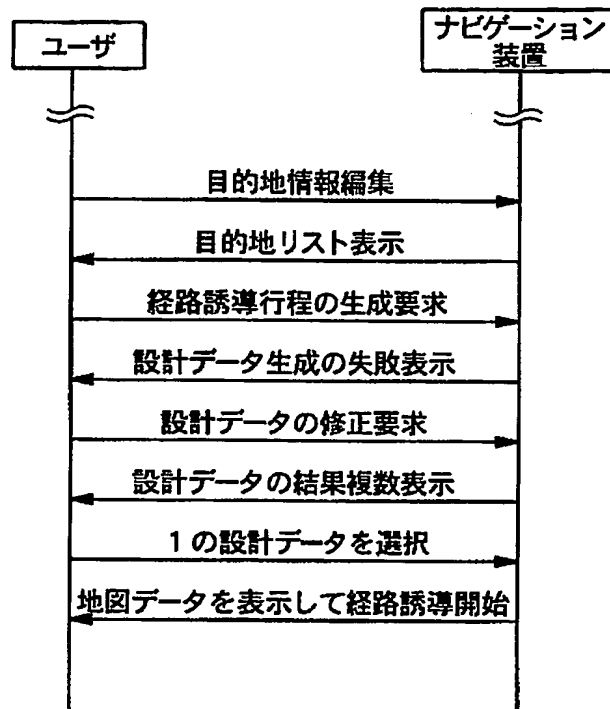 ユーザ
ナビゲーション
装置
目的地情報編集
目的地リスト表示
経路誘導行程の生成要求
設計データ生成の失敗表示
設計データの修正要求
設計データの結果複数表示
1の設計データを選択
地図データを表示して経路誘導開始